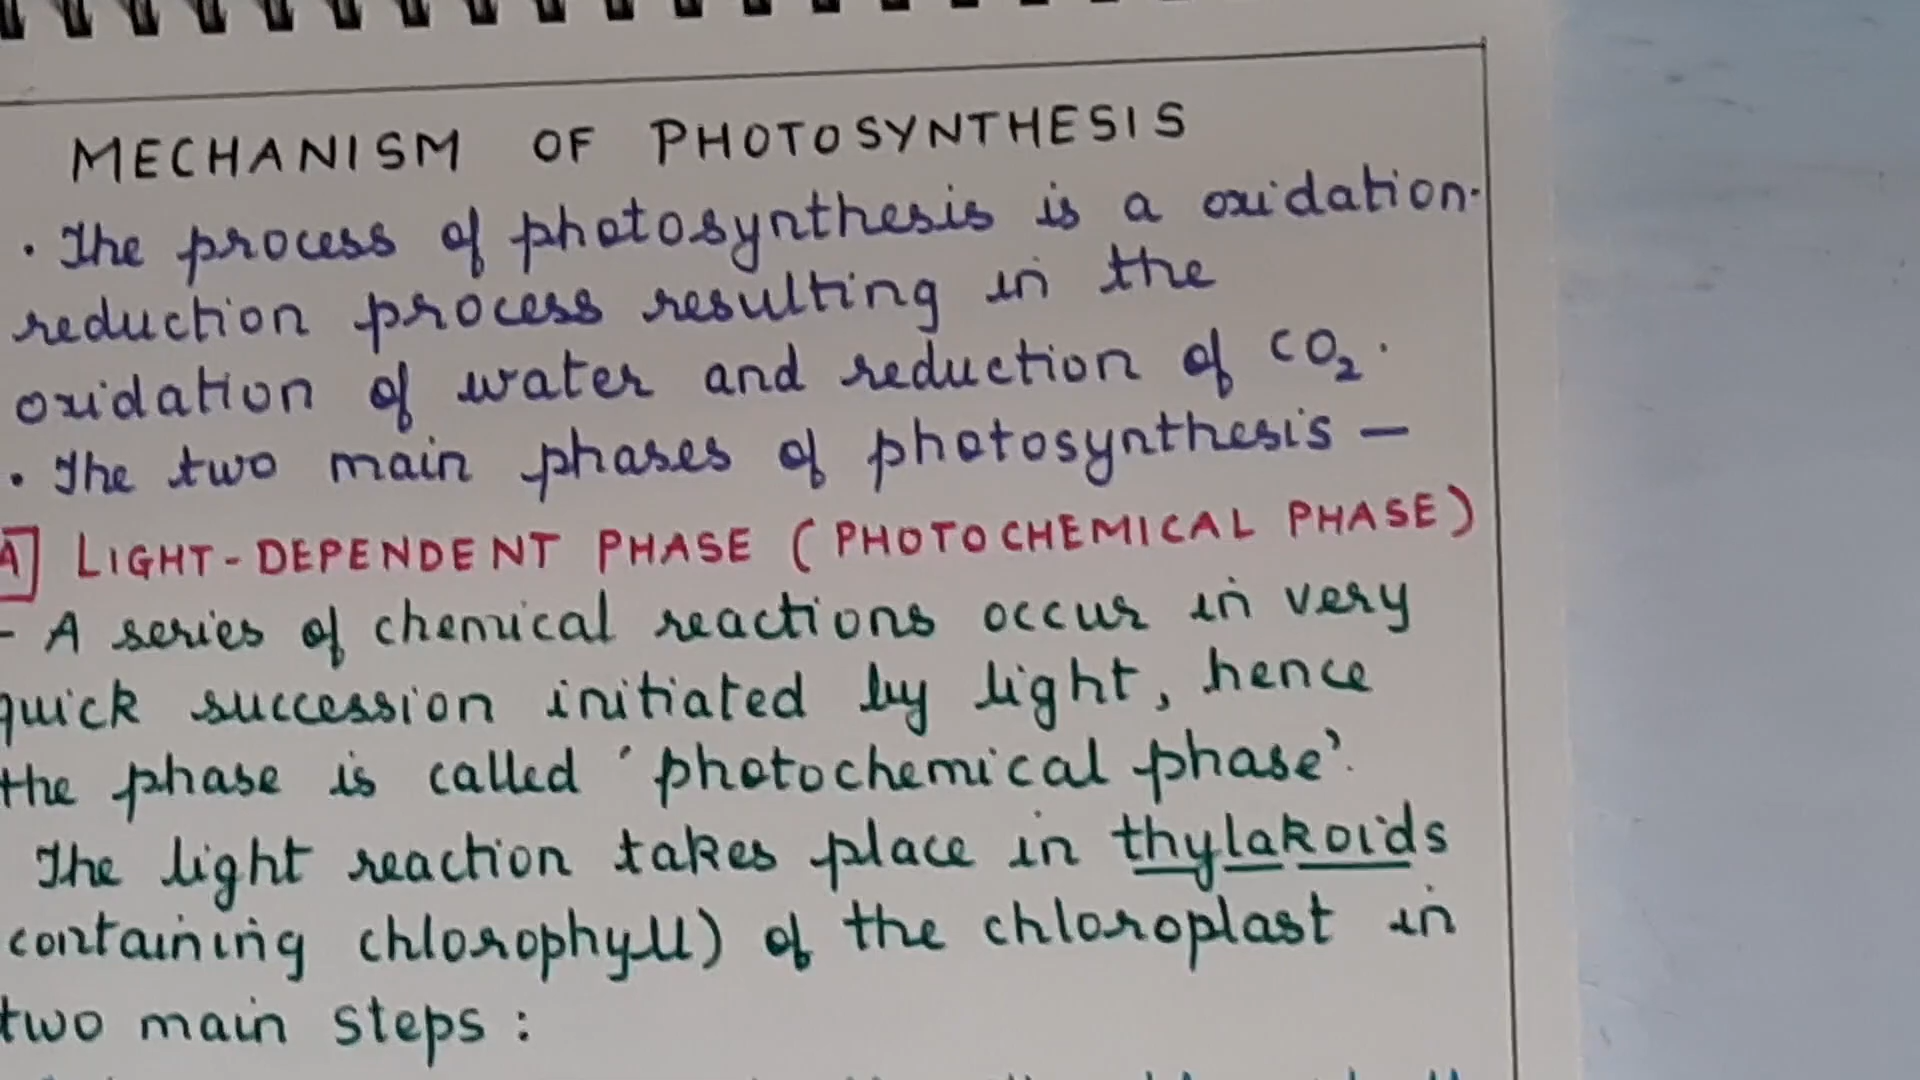 MECHANISM OF PHOTOSYNTHESIS
• The process of photosynthesis is a oxidation-
reduction process resulting in the
oxidation of water and reduction of CO₂.
• The two main phases of photosynthesis —
A] LIGHT-DEPENDENT PHASE (PHOTOCHEMICAL PHASE)
- A series of chemical reactions occur in very
quick succession initiated by light, hence
the phase is called 'photochemical phase'.
The light reaction takes place in thylakoids
containing chlorophyll) of the chloroplast in
two main steps :